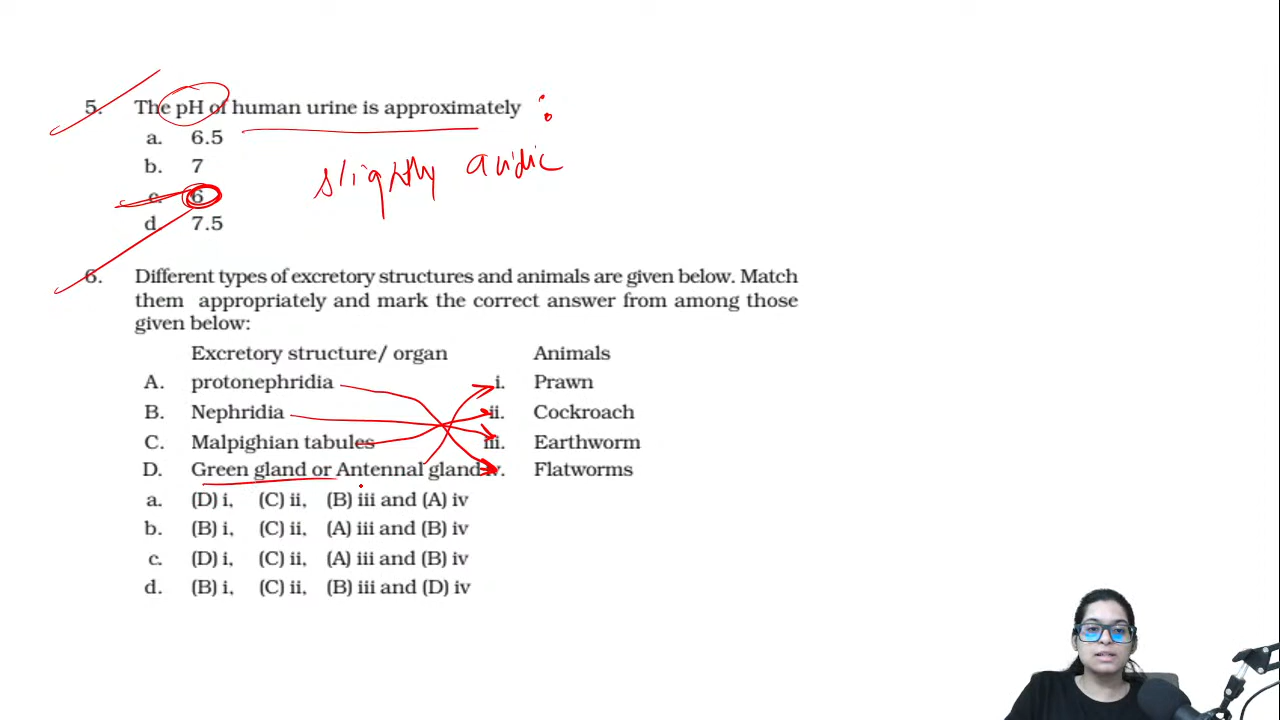 5. The pH of human urine is approximately :
a. 6.5
b. 7
slightly acidic
c. 6
d. 7.5
6. Different types of excretory structures and animals are given below. Match
them appropriately and mark the correct answer from among those
given below:
Excretory structure/ organ Animals
A. protonephridia i. Prawn
B. Nephridia ii. Cockroach
C. Malpighian tabules iii. Earthworm
D. Green gland or Antennal gland iv. Flatworms
a. (D) i, (C) ii, (B) iii and (A) iv
b. (B) i, (C) ii, (A) iii and (B) iv
c. (D) i, (C) ii, (A) iii and (B) iv
d. (B) i, (C) ii, (B) iii and (D) iv